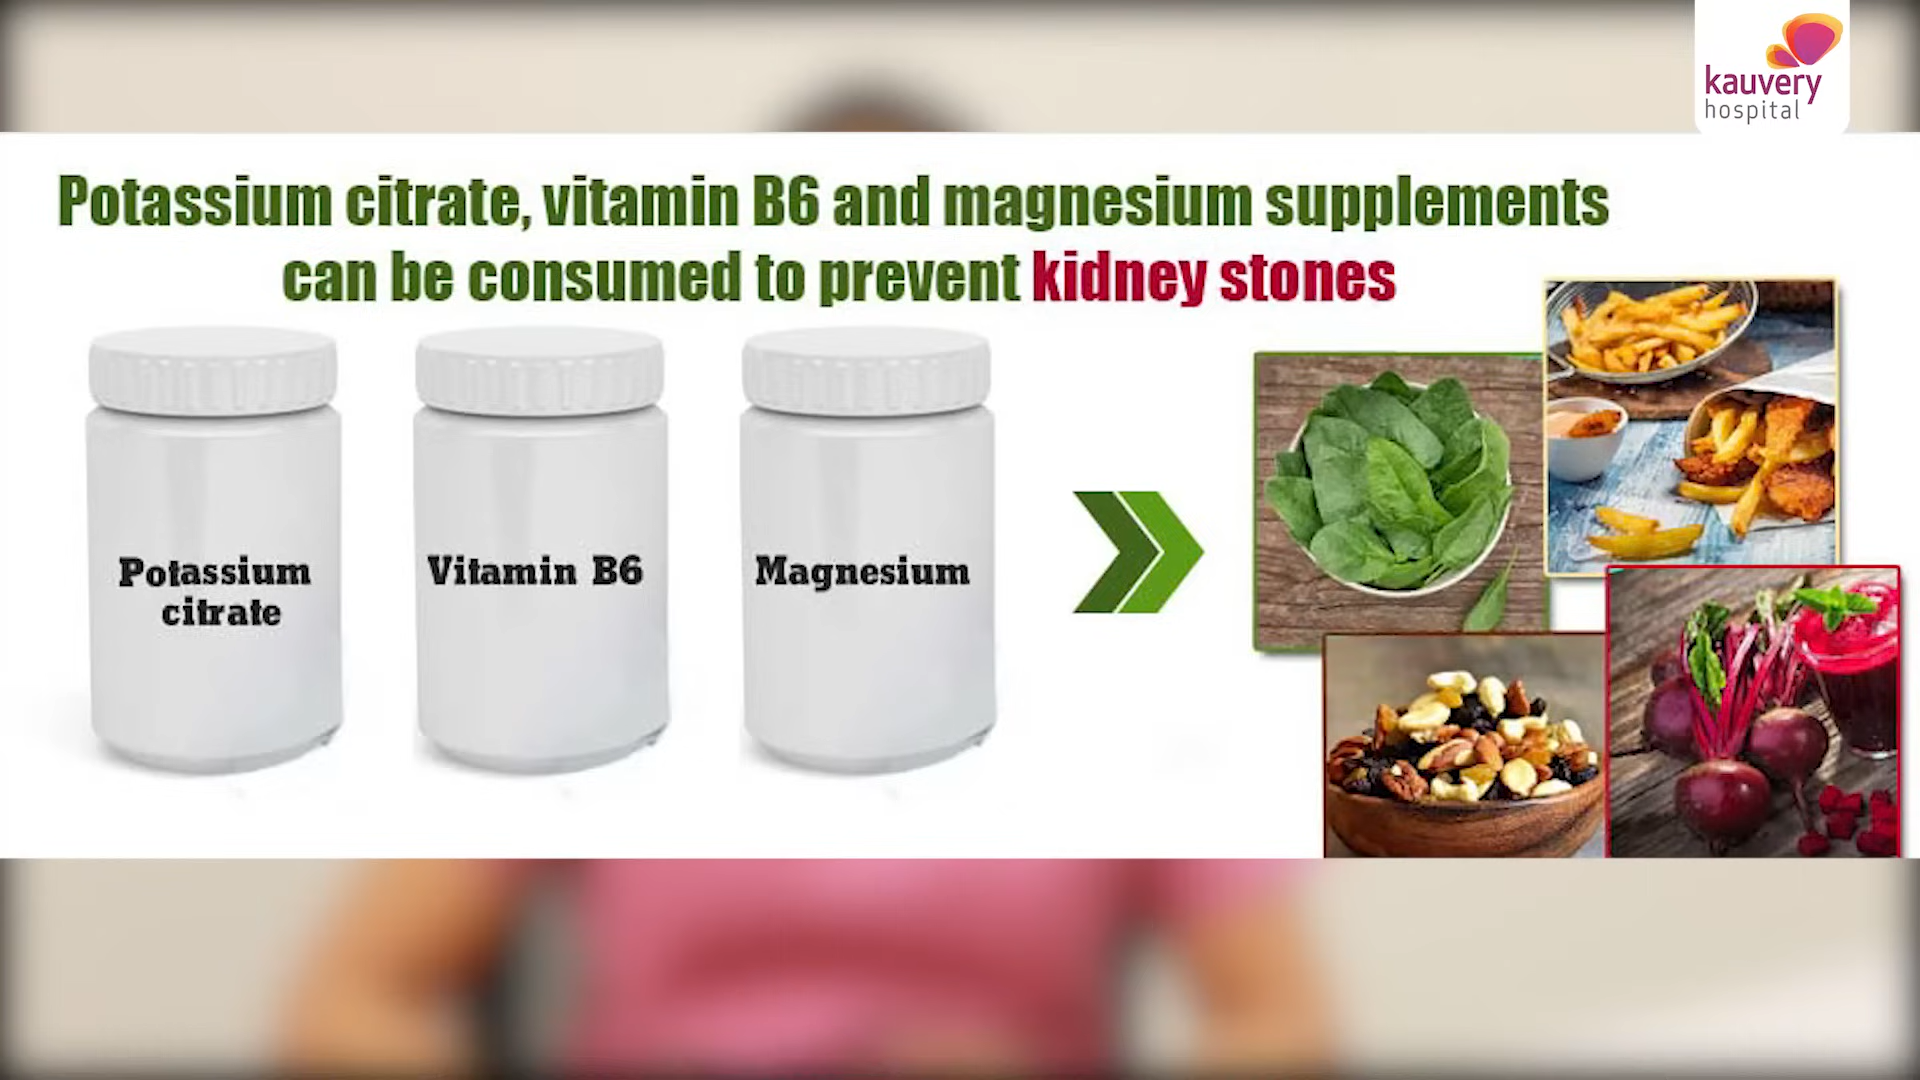 kauvery
hospital
Potassium citrate, vitamin B6 and magnesium supplements
can be consumed to prevent kidney stones
Potassium
citrate
Vitamin B6
Magnesium